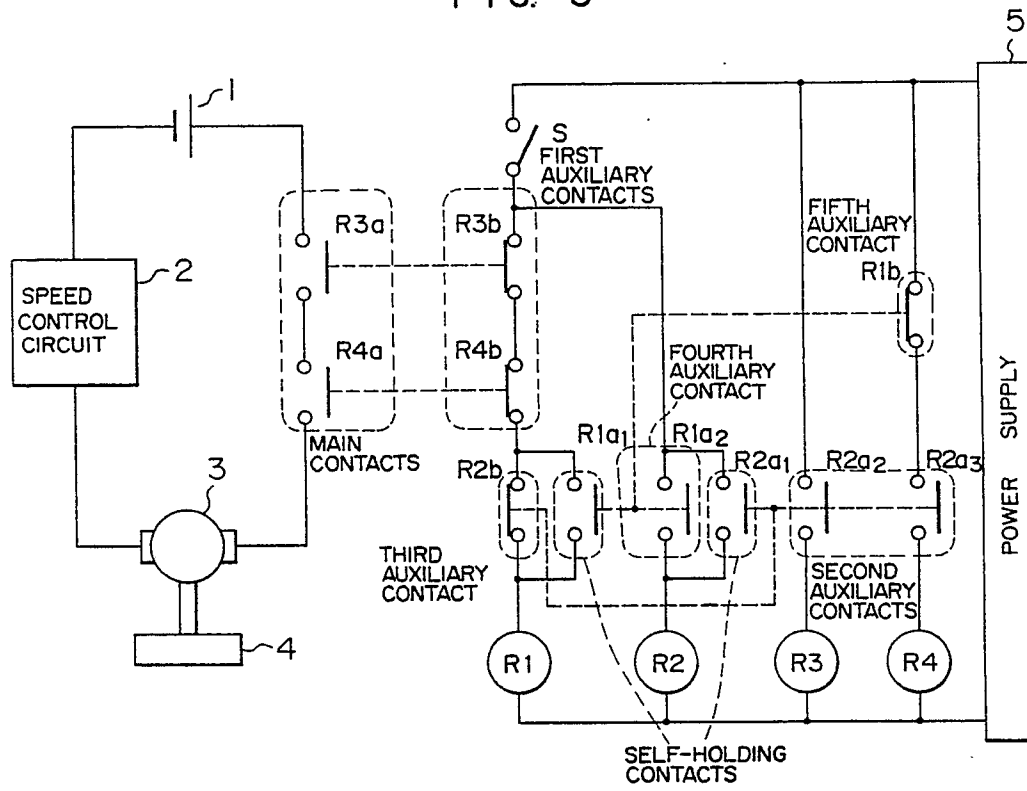 FIG. 5
1
2
SPEED
CONTROL
CIRCUIT
3
4
R3a
R4a
MAIN
CONTACTS
S
FIRST
AUXILIARY
CONTACTS
R3b
R4b
R2b
THIRD
AUXILIARY
CONTACT
R1a1
FOURTH
AUXILIARY
CONTACT
R1a2
R2a1
R2a2
R2a3
FIFTH
AUXILIARY
CONTACT
R1b
SECOND
AUXILIARY
CONTACTS
R1
R2
R3
R4
SELF-HOLDING
CONTACTS
5
POWER SUPPLY